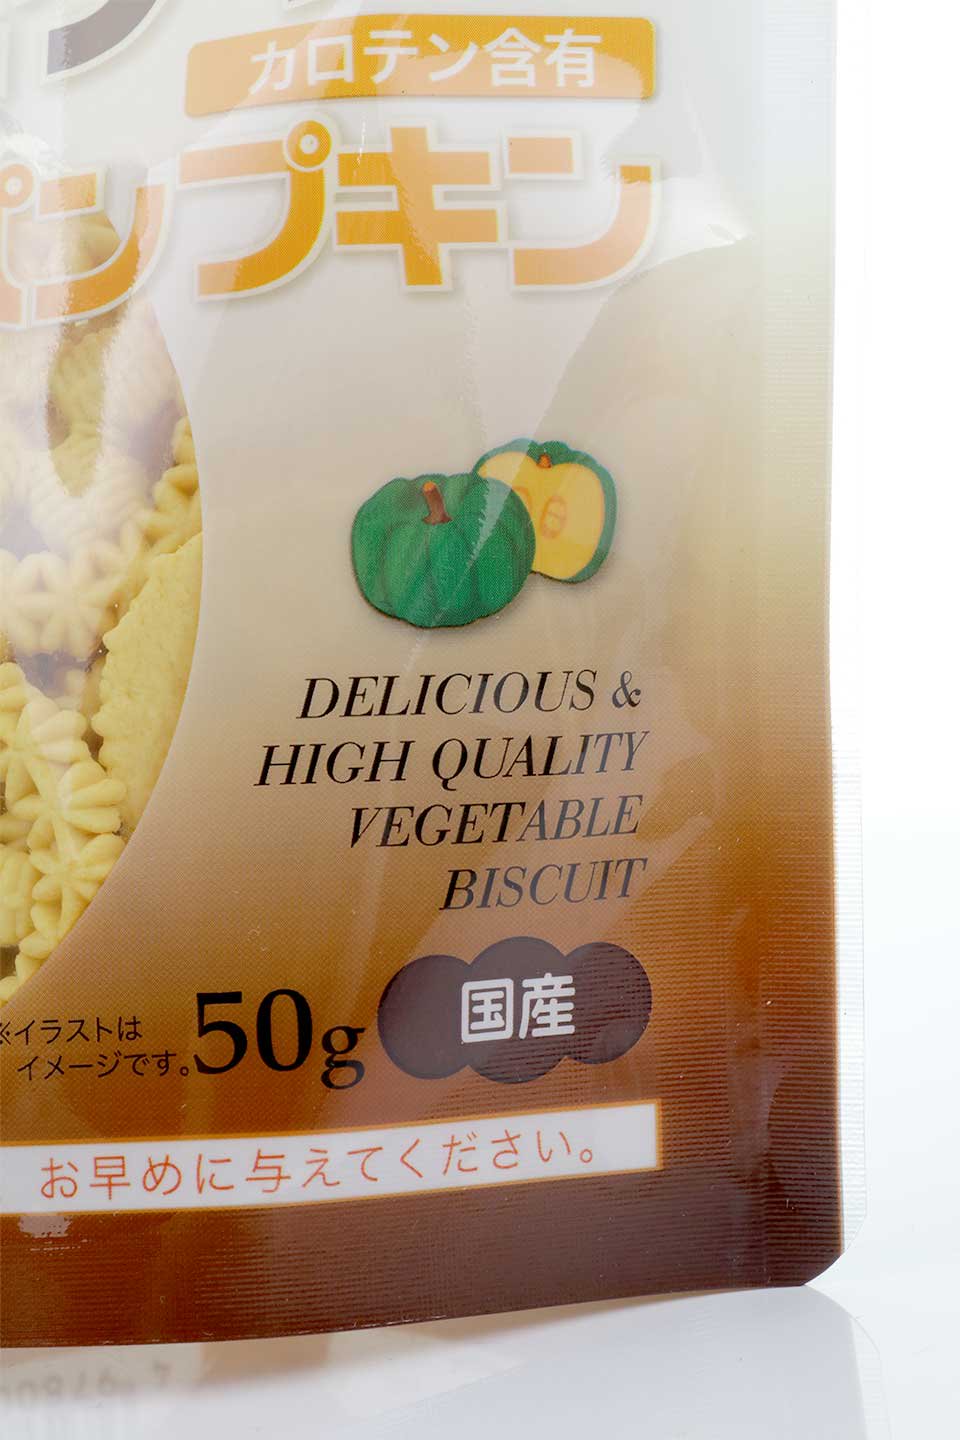 カロテン含有
パンプキン
DELICIOUS &
HIGH QUALITY
VEGETABLE
BISCUIT
国産
※イラストは
イメージです。
50g
お早めに与えてください。